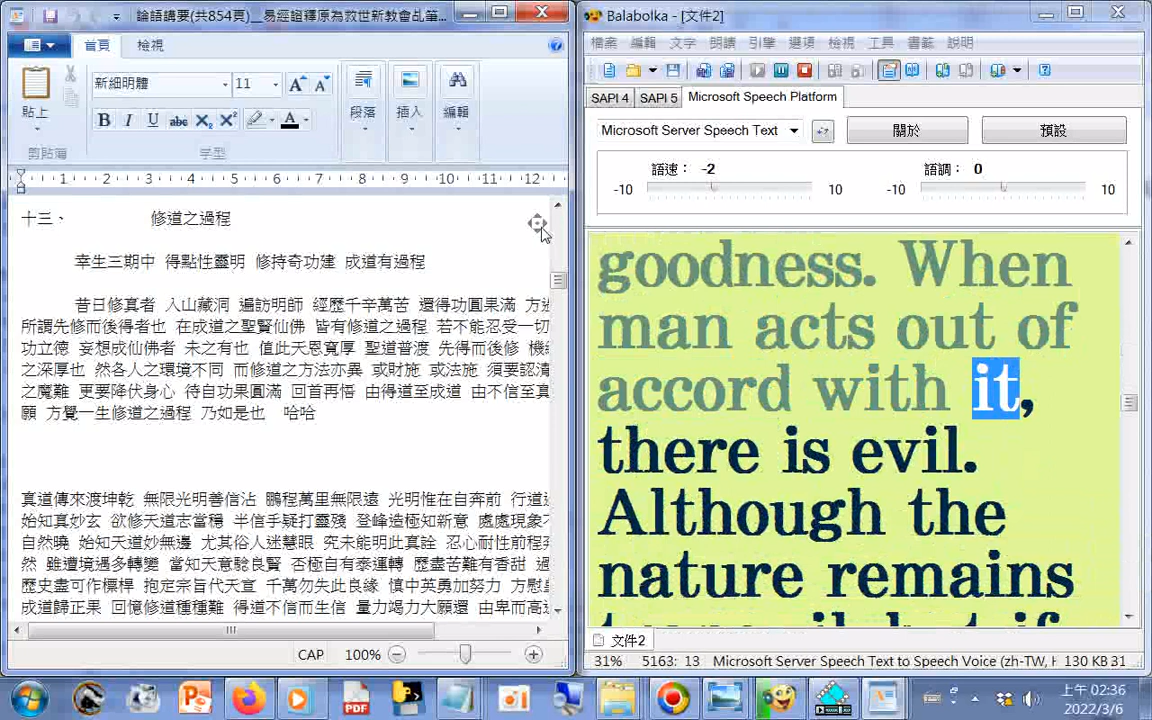 論語講要(共854頁)__易經證釋原為救世新教會乩筆...
首頁
檢視
新細明體
11
貼上
段落
插入
編輯
剪貼簿
字型
1 2 3 4 5 6 7 8 9 10 11 12
十三、 修道之過程
幸生三期中 得點性靈明 修持奇功建 成道有過程
昔日修真者 入山藏洞 遍訪明師 經歷千辛萬苦 還得功圓果滿 方
所謂先修而後得者也 在成道之聖賢仙佛 皆有修道之過程 若不能忍受一切
功立德 妄想成仙佛者 未之有也 值此天恩寬厚 聖道普渡 先得而後修 機
之深厚也 然各人之環境不同 而修道之方法亦異 或財施 或法施 須要認清
之魔難 更要降伏身心 待自功果圓滿 回首再悟 由得道至成道 由不信至真
願 方覺一生修道之過程 乃如是也 哈哈
真道傳來渡坤乾 無限光明善信沾 鵬程萬里無限遠 光明惟在自奔前 行道
始知真妙玄 欲修天道志當穩 半信乎疑打靈殘 登峰造極知新意 處處現象
自然曉 始知天道妙無邊 尤其俗人迷慧眼 究未能明此真詮 忍心耐性前程
然 雖遭境遇多轉變 當知天意驗良賢 否極自有泰運轉 歷盡苦難有香甜 過
歷史盡可作標桿 抱定宗旨代天宣 千萬勿失此良緣 慎中英勇加努力 方慰
成道歸正果 回憶修道種種難 得道不信而生信 量力竭力大願還 由卑而高
CAP 100%
Balabolka - [文件2]
檔案 編輯 文字 朗讀 引擎 選項 檢視 工具 書籤 說明
SAPI 4 SAPI 5 Microsoft Speech Platform
Microsoft Server Speech Text
關於
預設
語速： -2
語調： 0
-10 10 -10 10
goodness. When
man acts out of
accord with it,
there is evil.
Although the
nature remains
文件2
31% 5163: 13 Microsoft Server Speech Text to Speech Voice (zh-TW, H 130 KB 31
上午 02:36
2022/3/6